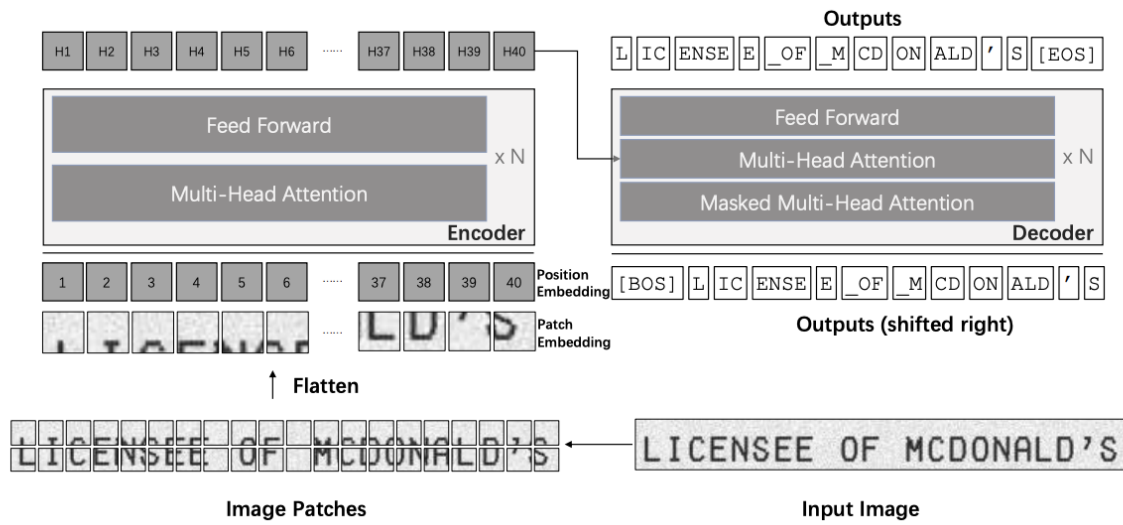 Outputs
H1 H2 H3 H4 H5 H6 ...... H37 H38 H39 H40
L IC ENSE E _OF _M CD ON ALD ' S [EOS]
Feed Forward
x N
Multi-Head Attention
Encoder
Feed Forward
Multi-Head Attention
x N
Masked Multi-Head Attention
Decoder
1 2 3 4 5 6 ...... 37 38 39 40
Position
Embedding
[BOS] L IC ENSE E _OF _M CD ON ALD ' S
LICENSE ...... LD'S
Patch
Embedding
Outputs (shifted right)
Flatten
LICENSEE OF MCDONALD'S
LICENSEE OF MCDONALD'S
Image Patches
Input Image